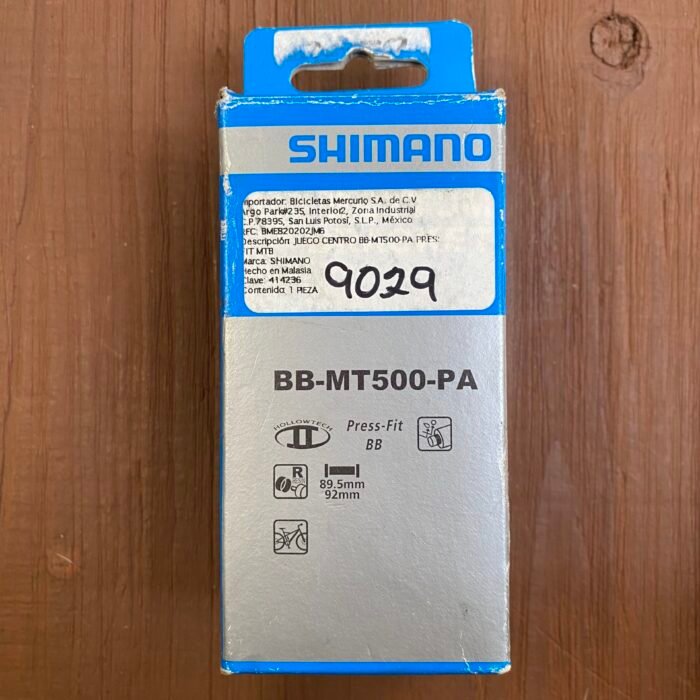 SHIMANO
Importador: Bicicletas Mercurio S.A. de C.V
Argo Park#235, Interior2, Zona Industrial
C.P.78395, San Luis Potosí, S.L.P., México
RFC: BME820202JM6
Descripción: JUEGO CENTRO BB-MT500-PA PRESS
FIT MTB
Marca: SHIMANO
Hecho en Malasia
Clave: 414236
Contenido: 1 PIEZA
9029
BB-MT500-PA
HOLLOWTECH
II
Press-Fit
BB
R
89.5mm
92mm